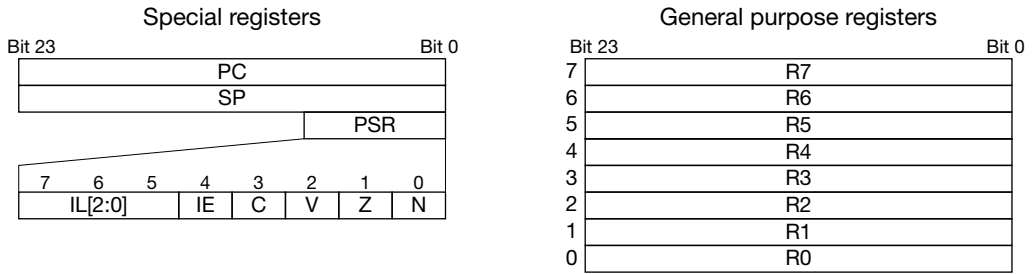 Special registers
Bit 23 Bit 0
PC
SP
PSR
7 6 5 4 3 2 1 0
IL[2:0] IE C V Z N
General purpose registers
Bit 23 Bit 0
7 R7
6 R6
5 R5
4 R4
3 R3
2 R2
1 R1
0 R0